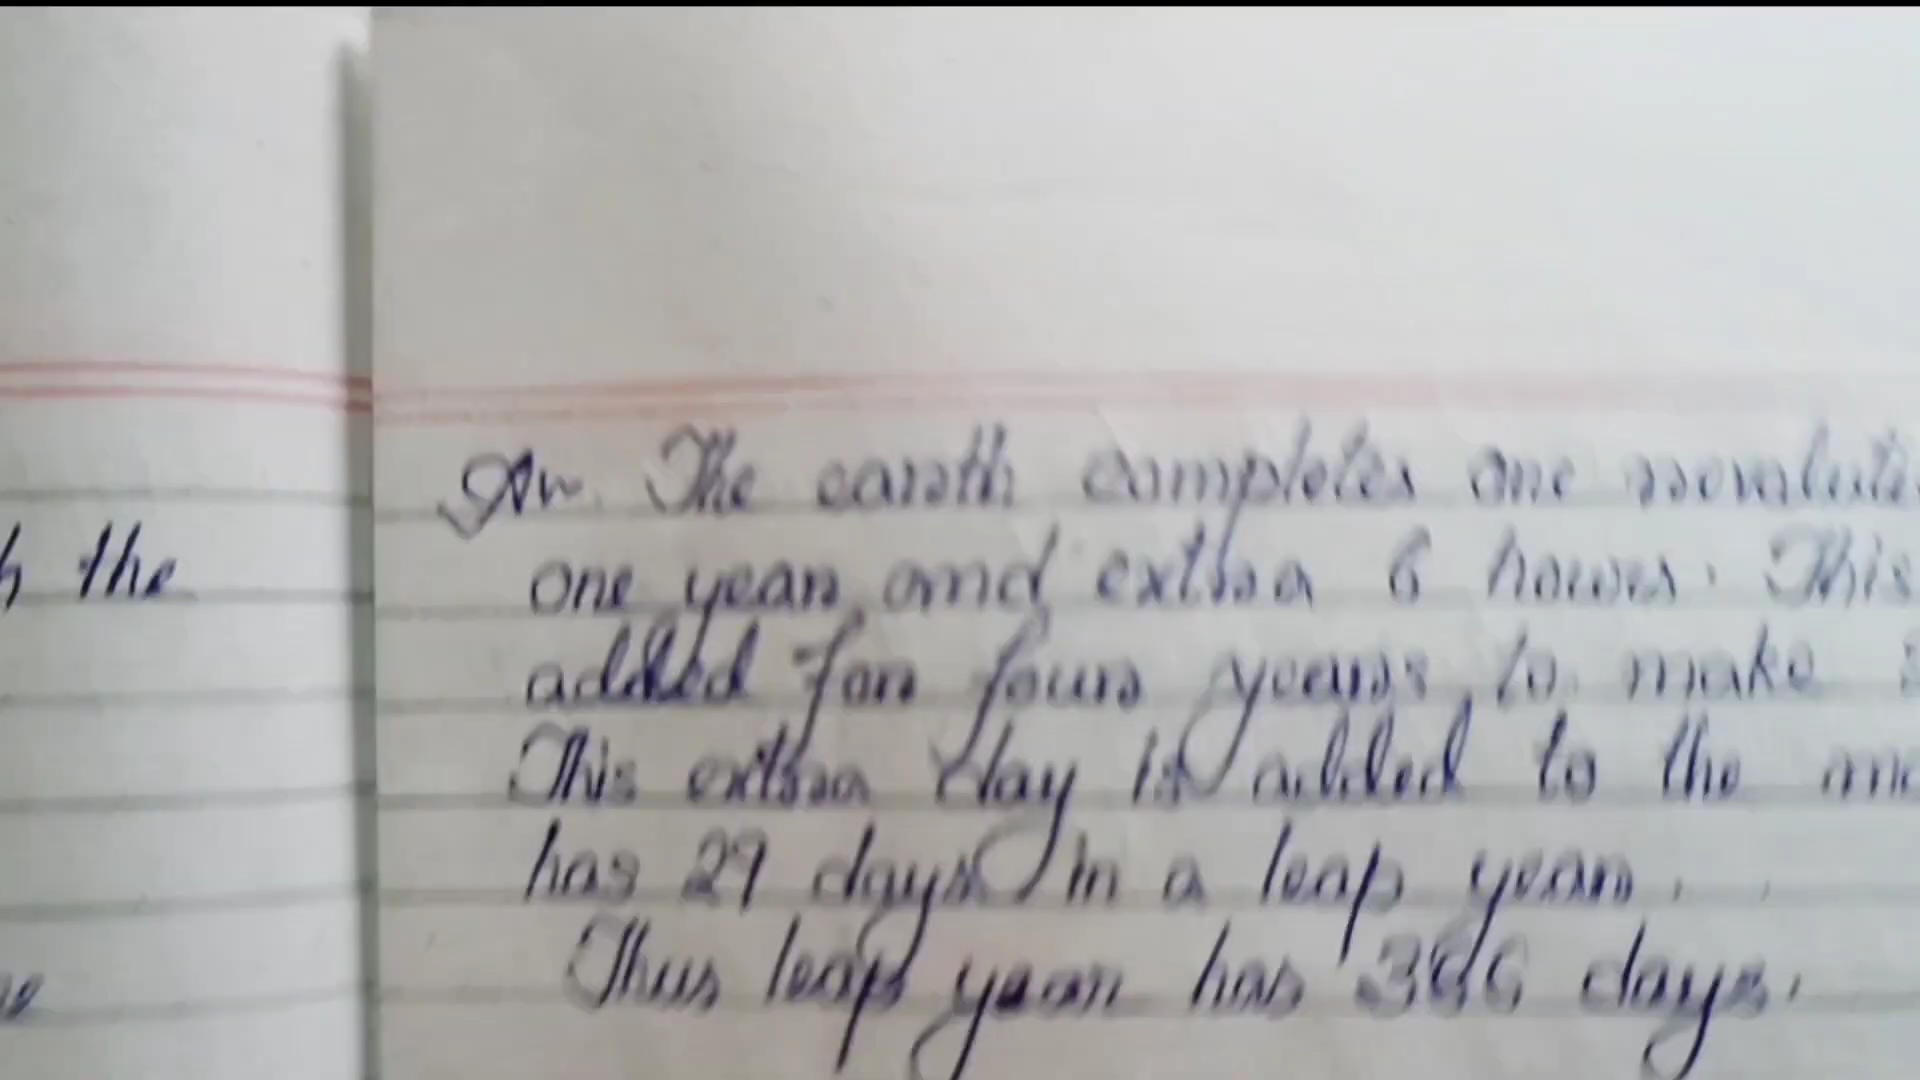 the
Ans. The earth completes one revoluti
one year and extra 6 hours. This
added for four years, to make
This extra day is added to the mo
has 29 days in a leap year.
Thus leap year has 366 days.